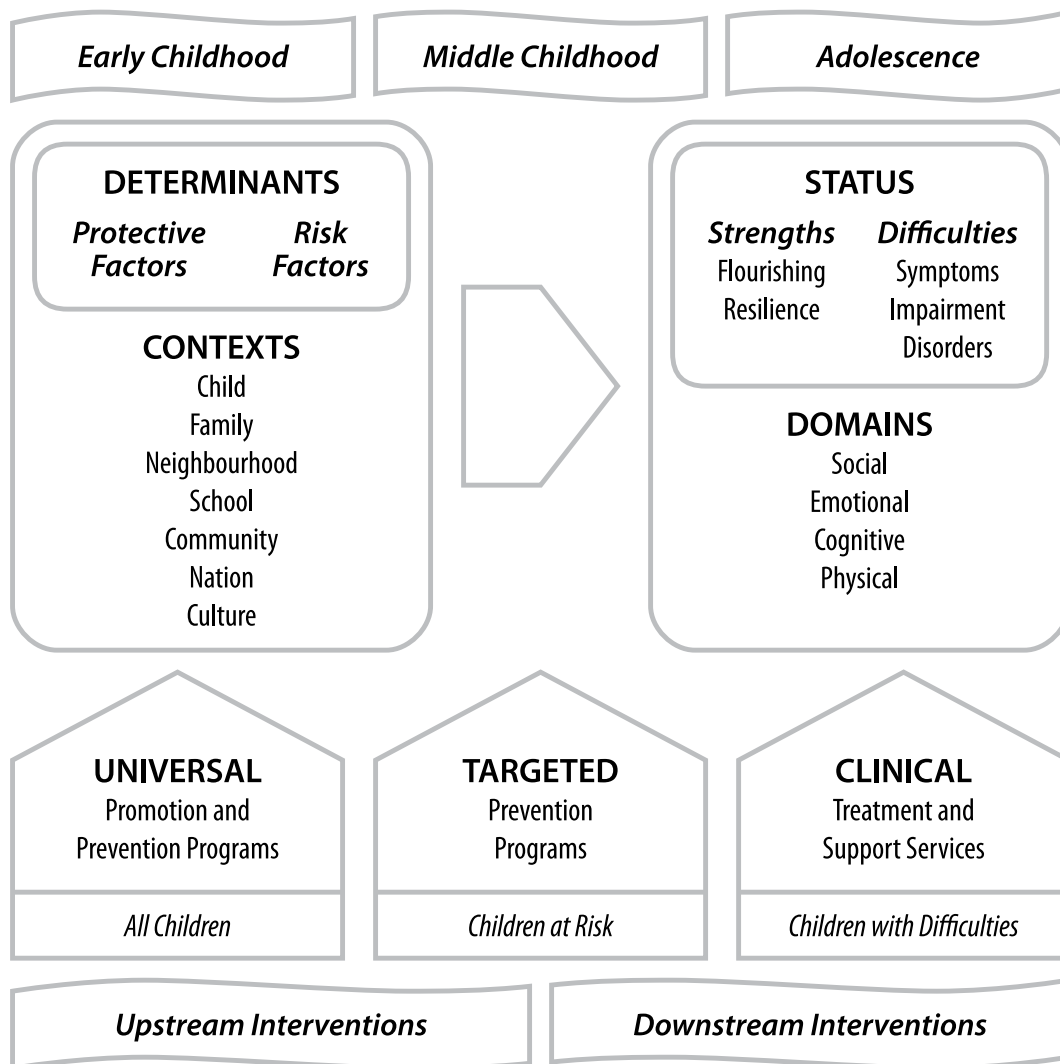 Early Childhood
Middle Childhood
Adolescence
DETERMINANTS
Protective
Factors
Risk
Factors
CONTEXTS
Child
Family
Neighbourhood
School
Community
Nation
Culture
STATUS
Strengths
Flourishing
Resilience
Difficulties
Symptoms
Impairment
Disorders
DOMAINS
Social
Emotional
Cognitive
Physical
UNIVERSAL
Promotion and
Prevention Programs
All Children
TARGETED
Prevention
Programs
Children at Risk
CLINICAL
Treatment and
Support Services
Children with Difficulties
Upstream Interventions
Downstream Interventions